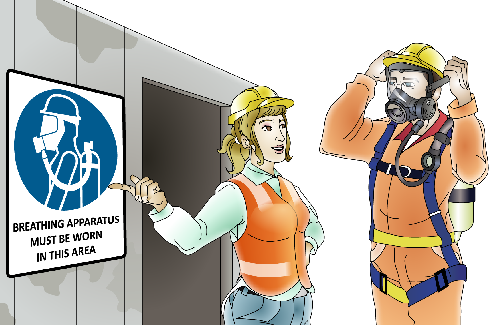 BREATHING APPARATUS
MUST BE WORN
IN THIS AREA